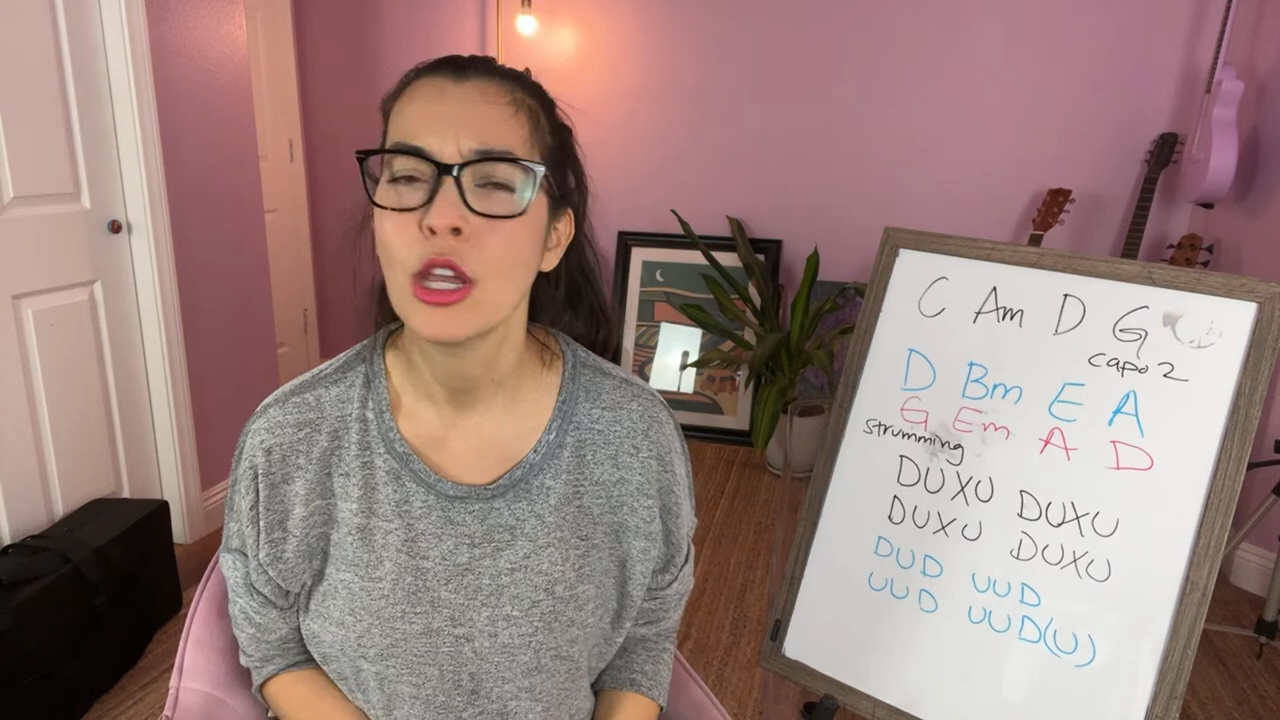 C Am D G
capo 2
D Bm E A
G Em A D
strumming
DUXU DUXU
DUXU DUXU
DUD UUD
UUD UUD(U)